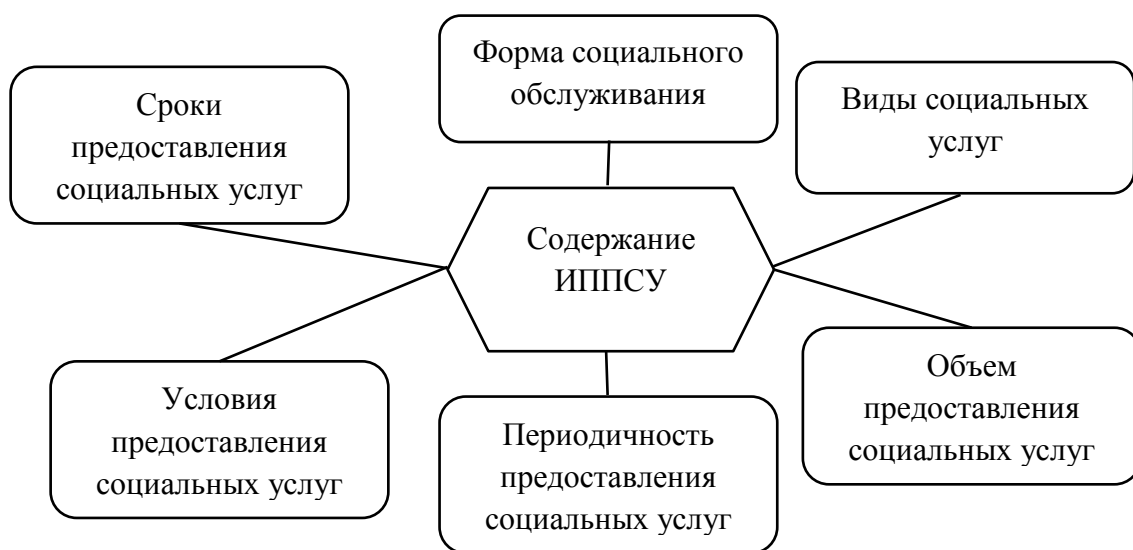 Форма социального
обслуживания
Сроки
предоставления
социальных услуг
Виды социальных
услуг
Содержание
ИППСУ
Условия
предоставления
социальных услуг
Периодичность
предоставления
социальных услуг
Объем
предоставления
социальных услуг